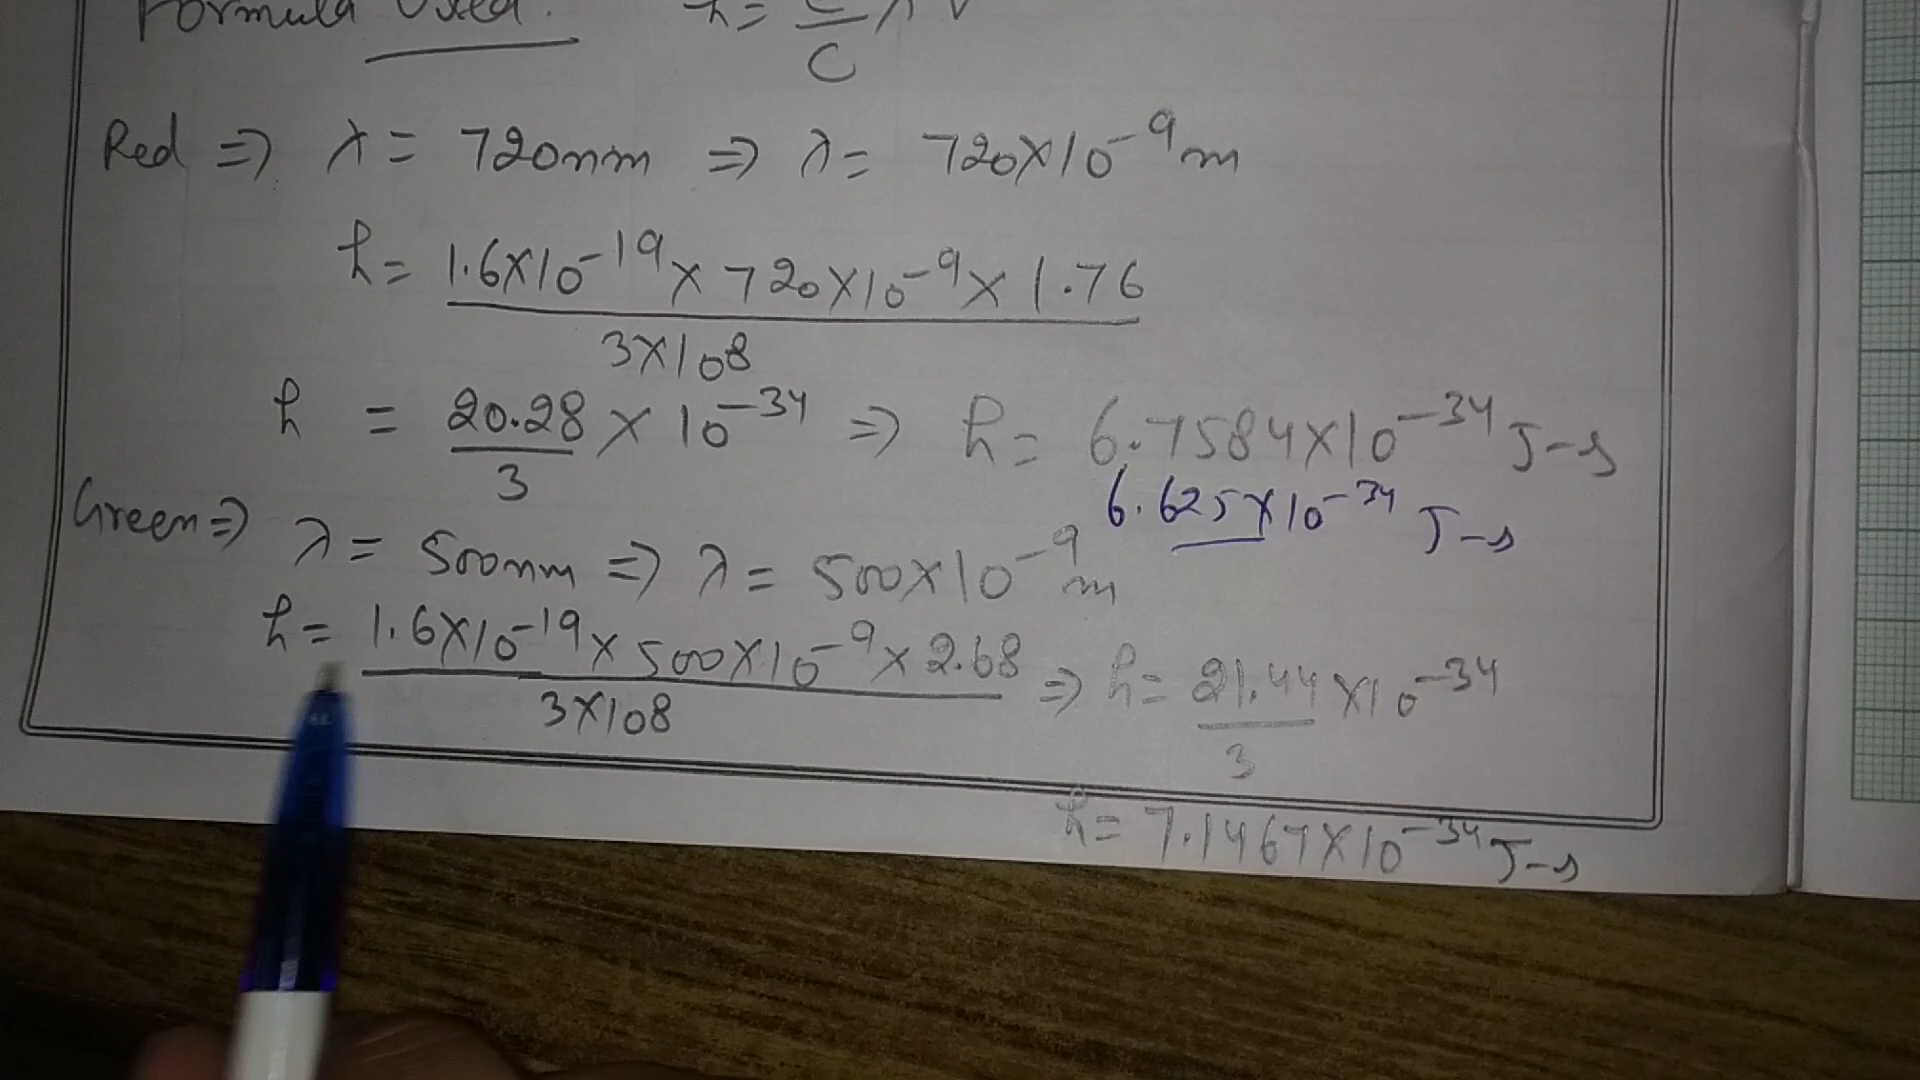 Formula Used: h = e/c λ V
Red ⇒ λ = 720nm ⇒ λ = 720×10⁻⁹m
h = 1.6×10⁻¹⁹ × 720×10⁻⁹ × 1.76
3×10⁸
h = 20.28/3 × 10⁻³⁴ ⇒ h = 6.7584×10⁻³⁴ J-s
6.625×10⁻³⁴ J-s
Green ⇒ λ = 500nm ⇒ λ = 500×10⁻⁹m
h = 1.6×10⁻¹⁹ × 500×10⁻⁹ × 2.68 ⇒ h = 21.44/3 ×10⁻³⁴
3×10⁸
h = 7.1467×10⁻³⁴ J-s